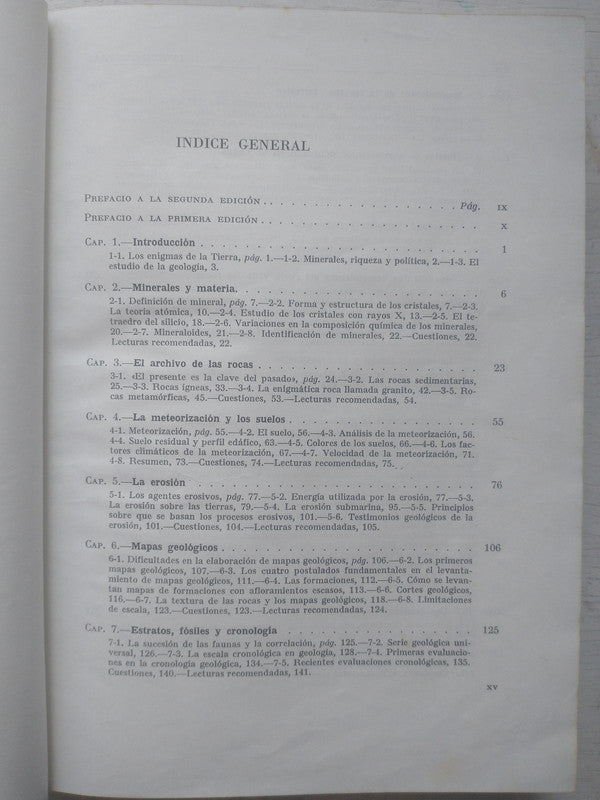 INDICE GENERAL
PREFACIO A LA SEGUNDA EDICIÓN . . . . . . . . . . . . . . . . . . . . Pág. IX
PREFACIO A LA PRIMERA EDICIÓN . . . . . . . . . . . . . . . . . . . . X
CAP. 1.—Introducción . . . . . . . . . . . . . . . . . . . . 1
1-1. Los enigmas de la Tierra, pág. 1.—1-2. Minerales, riqueza y política, 2.—1-3. El
estudio de la geología, 3.
CAP. 2.—Minerales y materia. . . . . . . . . . . . . . . . . . . . 6
2-1. Definición de mineral, pág. 7.—2-2. Forma y estructura de los cristales, 7.—2-3.
La teoría atómica, 10.—2-4. Estudio de los cristales con rayos X, 13.—2-5. El te-
traedro del silicio, 18.—2-6. Variaciones en la composición química de los minerales,
20.—2-7. Mineraloides, 21.—2-8. Identificación de minerales, 22.—Cuestiones, 22.
Lecturas recomendadas, 22.
CAP. 3.—El archivo de las rocas . . . . . . . . . . . . . . . . . . . . 23
3-1. «El presente es la clave del pasado», pág. 24.—3-2. Las rocas sedimentarias,
25.—3-3. Rocas ígneas, 33.—3-4. La enigmática roca llamada granito, 42.—3-5. Ro-
cas metamórficas, 45.—Cuestiones, 53.—Lecturas recomendadas, 54.
CAP. 4.—La meteorización y los suelos . . . . . . . . . . . . . . . . . . . . 55
4-1. Meteorización, pág. 55.—4-2. El suelo, 56.—4-3. Análisis de la meteorización, 56.
4-4. Suelo residual y perfil edáfico, 63.—4-5. Colores de los suelos, 66.—4-6. Los fac-
tores climáticos de la meteorización, 67.—4-7. Velocidad de la meteorización, 71.
4-8. Resumen, 73.—Cuestiones, 74.—Lecturas recomendadas, 75.
CAP. 5.—La erosión . . . . . . . . . . . . . . . . . . . . 76
5-1. Los agentes erosivos, pág. 77.—5-2. Energía utilizada por la erosión, 77.—5-3.
La erosión sobre las tierras, 79.—5-4. La erosión submarina, 95.—5-5. Principios
sobre que se basan los procesos erosivos, 101.—5-6. Testimonios geológicos de la
erosión, 101.—Cuestiones, 104.—Lecturas recomendadas, 105.
CAP. 6.—Mapas geológicos . . . . . . . . . . . . . . . . . . . . 106
6-1. Dificultades en la elaboración de mapas geológicos, pág. 106.—6-2. Los primeros
mapas geológicos, 107.—6-3. Los cuatro postulados fundamentales en el levanta-
miento de mapas geológicos, 111.—6-4. Las formaciones, 112.—6-5. Cómo se levan-
tan mapas de formaciones con afloramientos escasos, 113.—6-6. Cortes geológicos,
116.—6-7. La textura de las rocas y los mapas geológicos, 118.—6-8. Limitaciones
de escala, 123.—Cuestiones, 123.—Lecturas recomendadas, 124.
CAP. 7.—Estratos, fósiles y cronología . . . . . . . . . . . . . . . . . . . . 125
7-1. La sucesión de las faunas y la correlación, pág. 125.—7-2. Serie geológica uni-
versal, 126.—7-3. La escala cronológica en geología, 128.—7-4. Primeras evaluacio-
nes en la cronología geológica, 134.—7-5. Recientes evaluaciones cronológicas, 135.
Cuestiones, 140.—Lecturas recomendadas, 141.
XV